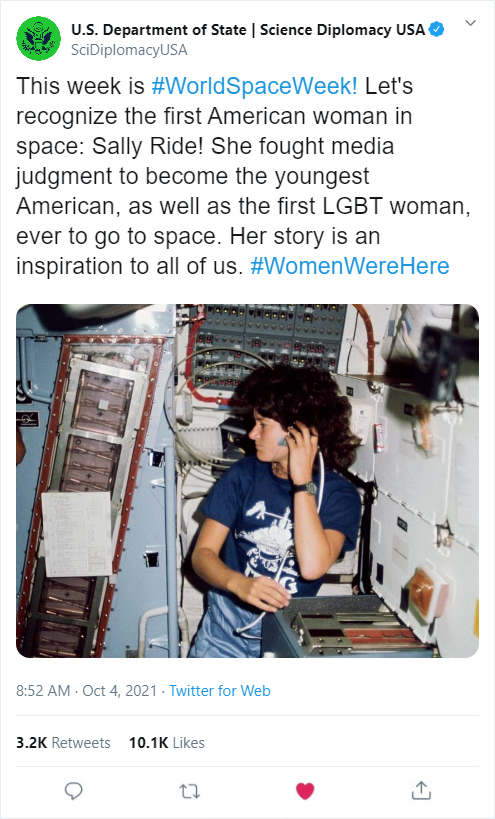 U.S. Department of State | Science Diplomacy USA
SciDiplomacyUSA
This week is #WorldSpaceWeek! Let's
recognize the first American woman in
space: Sally Ride! She fought media
judgment to become the youngest
American, as well as the first LGBT woman,
ever to go to space. Her story is an
inspiration to all of us. #WomenWereHere
8:52 AM · Oct 4, 2021 · Twitter for Web
3.2K Retweets 10.1K Likes